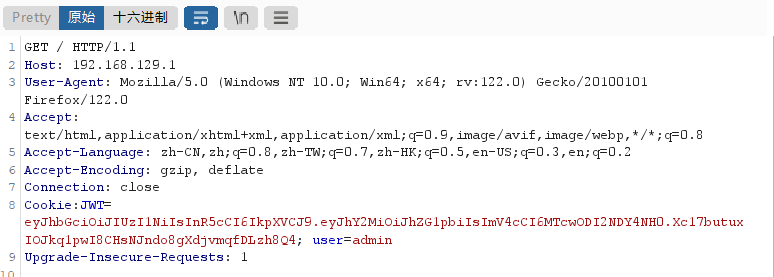 Pretty 原始 十六进制 \n
1 GET / HTTP/1.1
2 Host: 192.168.129.1
3 User-Agent: Mozilla/5.0 (Windows NT 10.0; Win64; x64; rv:122.0) Gecko/20100101
Firefox/122.0
4 Accept:
text/html,application/xhtml+xml,application/xml;q=0.9,image/avif,image/webp,*/*;q=0.8
5 Accept-Language: zh-CN,zh;q=0.8,zh-TW;q=0.7,zh-HK;q=0.5,en-US;q=0.3,en;q=0.2
6 Accept-Encoding: gzip, deflate
7 Connection: close
8 Cookie:JWT=
eyJhbGciOiJIUzI1NiIsInR5cCI6IkpXVCJ9.eyJhY2MiOiJhZG1pbiIsImV4cCI6MTcwODI2NDY4NH0.Xc17butux
IOJkq1pwI8CHsNJndo8gXdjvmqfDLzh8Q4; user=admin
9 Upgrade-Insecure-Requests: 1
10